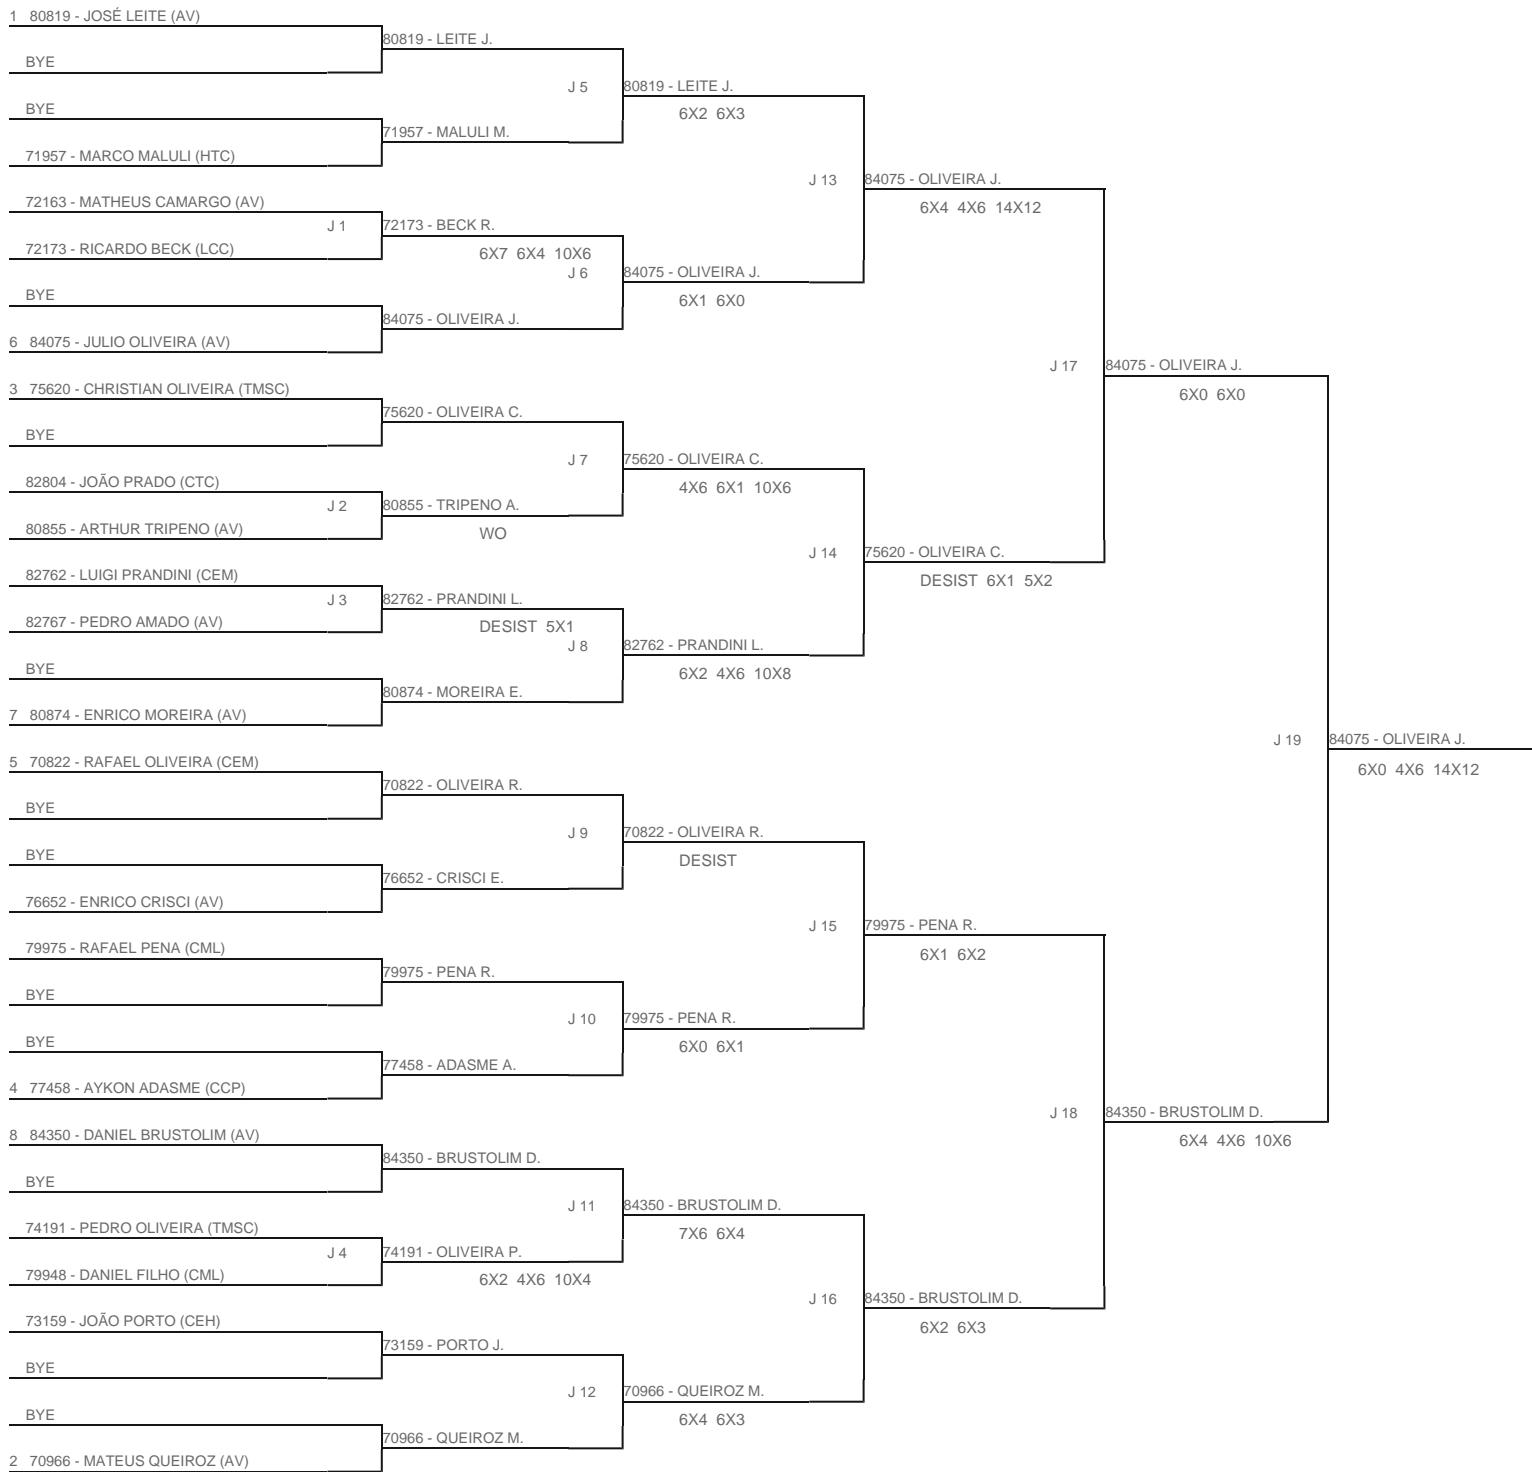 1 80819 - JOSÉ LEITE (AV)
80819 - LEITE J.
BYE
J 5
80819 - LEITE J.
BYE
6X2 6X3
71957 - MALULI M.
71957 - MARCO MALULI (HTC)
J 13
84075 - OLIVEIRA J.
72163 - MATHEUS CAMARGO (AV)
6X4 4X6 14X12
J 1
72173 - BECK R.
72173 - RICARDO BECK (LCC)
6X7 6X4 10X6
J 6
84075 - OLIVEIRA J.
BYE
6X1 6X0
84075 - OLIVEIRA J.
6 84075 - JULIO OLIVEIRA (AV)
J 17
84075 - OLIVEIRA J.
3 75620 - CHRISTIAN OLIVEIRA (TMSC)
6X0 6X0
75620 - OLIVEIRA C.
BYE
J 7
75620 - OLIVEIRA C.
82804 - JOÃO PRADO (CTC)
4X6 6X1 10X6
J 2
80855 - TRIPENO A.
80855 - ARTHUR TRIPENO (AV)
WO
J 14
75620 - OLIVEIRA C.
82762 - LUIGI PRANDINI (CEM)
DESIST 6X1 5X2
J 3
82762 - PRANDINI L.
82767 - PEDRO AMADO (AV)
DESIST 5X1
J 8
82762 - PRANDINI L.
BYE
6X2 4X6 10X8
80874 - MOREIRA E.
7 80874 - ENRICO MOREIRA (AV)
J 19
84075 - OLIVEIRA J.
5 70822 - RAFAEL OLIVEIRA (CEM)
6X0 4X6 14X12
70822 - OLIVEIRA R.
BYE
J 9
70822 - OLIVEIRA R.
BYE
DESIST
76652 - CRISCI E.
76652 - ENRICO CRISCI (AV)
J 15
79975 - PENA R.
79975 - RAFAEL PENA (CML)
6X1 6X2
79975 - PENA R.
BYE
J 10
79975 - PENA R.
BYE
6X0 6X1
77458 - ADASME A.
4 77458 - AYKON ADASME (CCP)
J 18
84350 - BRUSTOLIM D.
8 84350 - DANIEL BRUSTOLIM (AV)
6X4 4X6 10X6
84350 - BRUSTOLIM D.
BYE
J 11
84350 - BRUSTOLIM D.
74191 - PEDRO OLIVEIRA (TMSC)
7X6 6X4
J 4
74191 - OLIVEIRA P.
79948 - DANIEL FILHO (CML)
6X2 4X6 10X4
J 16
84350 - BRUSTOLIM D.
73159 - JOÃO PORTO (CEH)
6X2 6X3
73159 - PORTO J.
BYE
J 12
70966 - QUEIROZ M.
BYE
6X4 6X3
70966 - QUEIROZ M.
2 70966 - MATEUS QUEIROZ (AV)